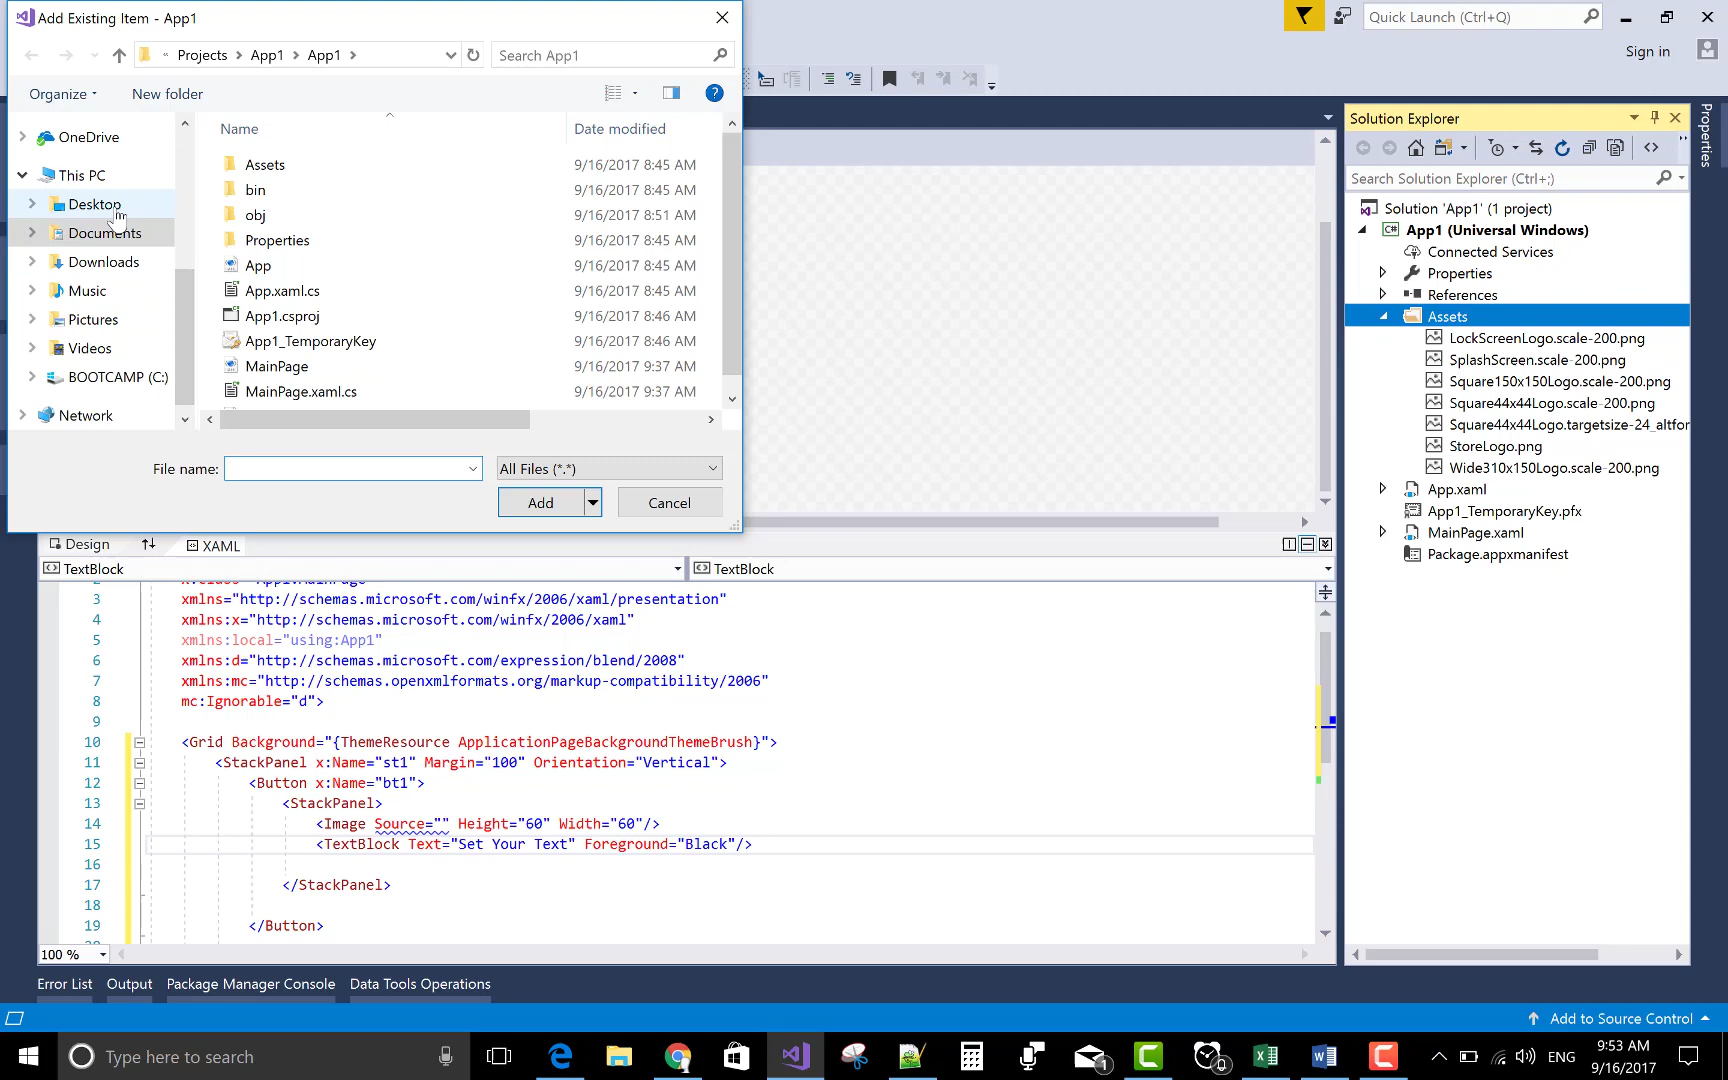 Add Existing Item - App1
« Projects > App1 > App1 >
Search App1
Organize
New folder
OneDrive
This PC
Desktop
Documents
Downloads
Music
Pictures
Videos
BOOTCAMP (C:)
Network
Name
Date modified
Assets 9/16/2017 8:45 AM
bin 9/16/2017 8:45 AM
obj 9/16/2017 8:51 AM
Properties 9/16/2017 8:45 AM
App 9/16/2017 8:45 AM
App.xaml.cs 9/16/2017 8:45 AM
App1.csproj 9/16/2017 8:46 AM
App1_TemporaryKey 9/16/2017 8:46 AM
MainPage 9/16/2017 9:37 AM
MainPage.xaml.cs 9/16/2017 9:37 AM
File name:
All Files (*.*)
Add
Cancel
Quick Launch (Ctrl+Q)
Sign in
Properties
Solution Explorer
Search Solution Explorer (Ctrl+;)
Solution 'App1' (1 project)
App1 (Universal Windows)
Connected Services
Properties
References
Assets
LockScreenLogo.scale-200.png
SplashScreen.scale-200.png
Square150x150Logo.scale-200.png
Square44x44Logo.scale-200.png
Square44x44Logo.targetsize-24_altfor
StoreLogo.png
Wide310x150Logo.scale-200.png
App.xaml
App1_TemporaryKey.pfx
MainPage.xaml
Package.appxmanifest
Design
XAML
TextBlock
TextBlock
3 xmlns="http://schemas.microsoft.com/winfx/2006/xaml/presentation"
4 xmlns:x="http://schemas.microsoft.com/winfx/2006/xaml"
5 xmlns:local="using:App1"
6 xmlns:d="http://schemas.microsoft.com/expression/blend/2008"
7 xmlns:mc="http://schemas.openxmlformats.org/markup-compatibility/2006"
8 mc:Ignorable="d">
9
10 <Grid Background="{ThemeResource ApplicationPageBackgroundThemeBrush}">
11 <StackPanel x:Name="st1" Margin="100" Orientation="Vertical">
12 <Button x:Name="bt1">
13 <StackPanel>
14 <Image Source="" Height="60" Width="60"/>
15 <TextBlock Text="Set Your Text" Foreground="Black"/>
16
17 </StackPanel>
18
19 </Button>
100 %
Error List
Output
Package Manager Console
Data Tools Operations
Add to Source Control
Type here to search
1
0
ENG
9:53 AM
9/16/2017